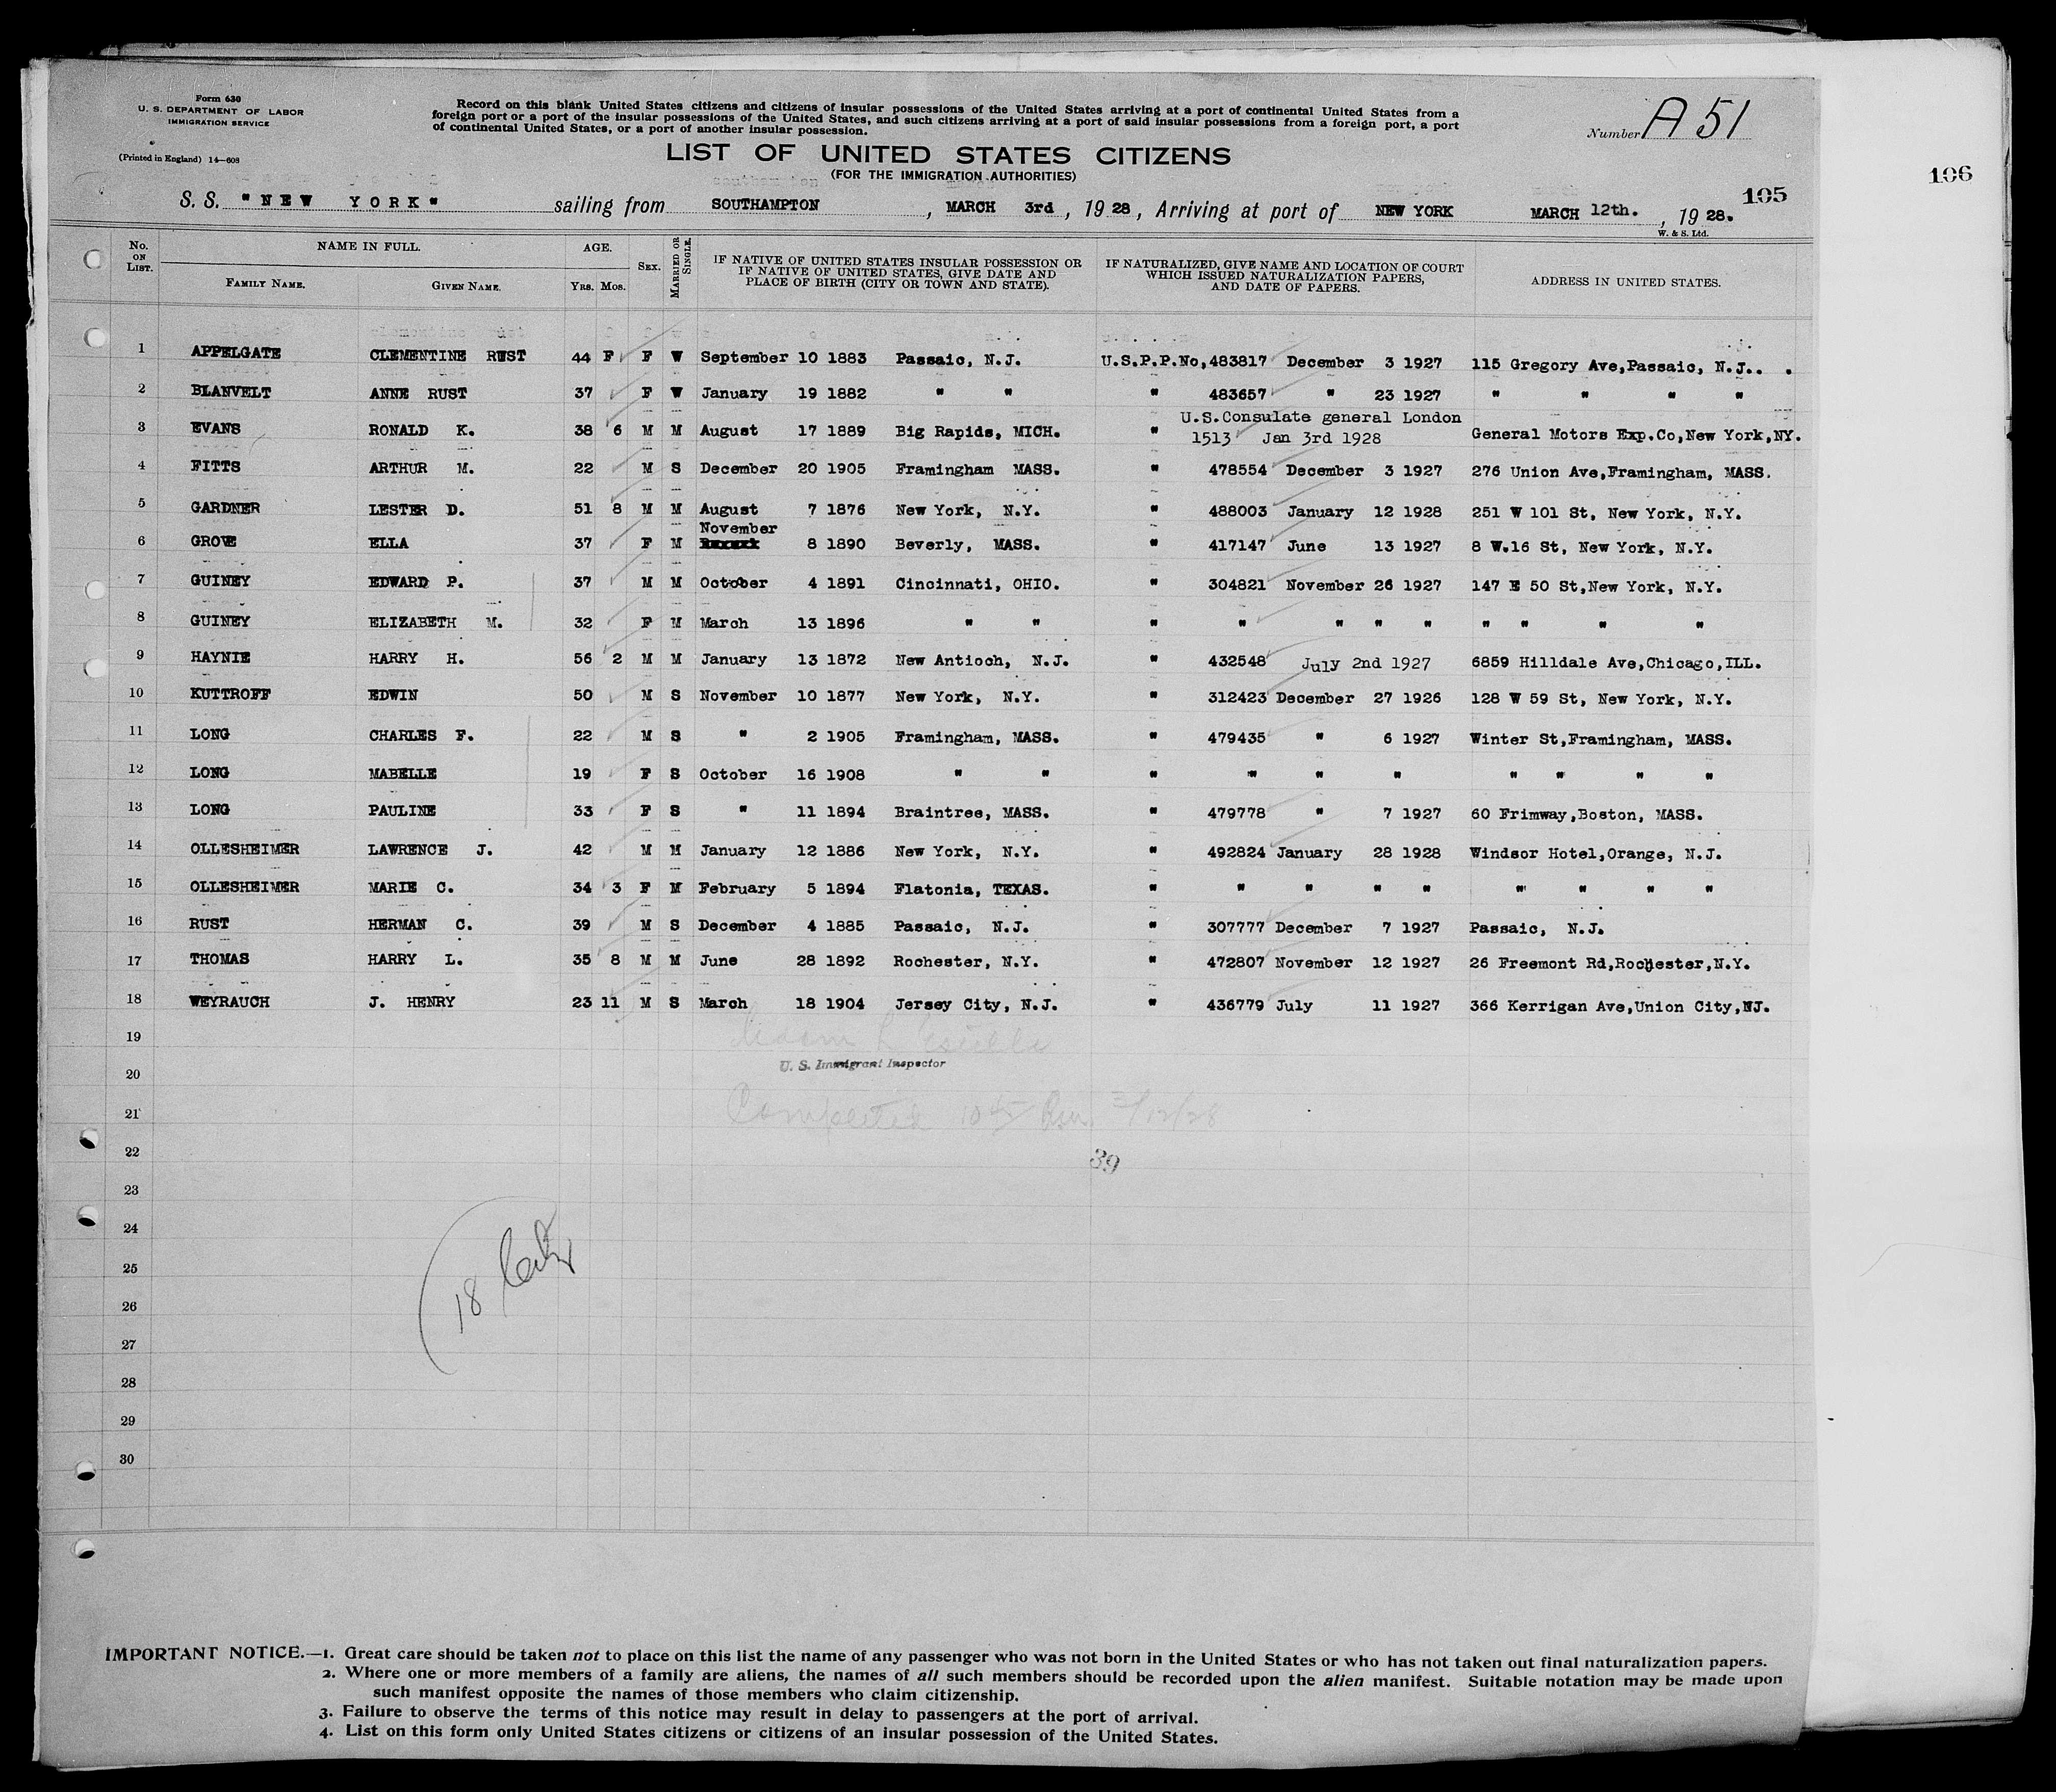 Form 630
U. S. DEPARTMENT OF LABOR
IMMIGRATION SERVICE
(Printed in England) 14—608
Record on this blank United States citizens and citizens of insular possessions of the United States arriving at a port of continental United States from a
foreign port or a port of the insular possessions of the United States, and such citizens arriving at a port of said insular possessions from a foreign port, a port
of continental United States, or a port of another insular possession.
Number A 51
LIST OF UNITED STATES CITIZENS
(FOR THE IMMIGRATION AUTHORITIES)
105
106
S. S. "NEW YORK" sailing from SOUTHAMPTON, MARCH 3rd, 19 28, Arriving at port of NEW YORK MARCH 12th., 19 28.
W. & S. Ltd.
No. ON LIST. NAME IN FULL. AGE. SEX. MARRIED OR SINGLE. IF NATIVE OF UNITED STATES INSULAR POSSESSION OR IF NATIVE OF UNITED STATES, GIVE DATE AND PLACE OF BIRTH (CITY OR TOWN AND STATE). IF NATURALIZED, GIVE NAME AND LOCATION OF COURT WHICH ISSUED NATURALIZATION PAPERS, AND DATE OF PAPERS. ADDRESS IN UNITED STATES.
FAMILY NAME. GIVEN NAME. YRS. MOS.
1 APPELGATE CLEMENTINE RUST 44 F F W September 10 1883 Passaic, N.J. U.S.P.P.No,483817 December 3 1927 115 Gregory Ave,Passaic, N.J.. .
2 BLANVELT ANNE RUST 37 F W January 19 1882 " " " 483657 " 23 1927 " " " "
U.S.Consulate general London
3 EVANS RONALD K. 38 6 M M August 17 1889 Big Rapids, MICH. " 1513 Jan 3rd 1928 General Motors Exp.Co,New York,NY.
4 FITTS ARTHUR M. 22 M S December 20 1905 Framingham MASS. " 478554 December 3 1927 276 Union Ave,Framingham, MASS.
5 GARDNER LESTER D. 51 8 M M August 7 1876 New York, N.Y. " 488003 January 12 1928 251 W 101 St, New York, N.Y.
November
6 GROVE ELLA 37 F M 8 1890 Beverly, MASS. " 417147 June 13 1927 8 W.16 St, New York, N.Y.
7 GUINEY EDWARD P. 37 M M October 4 1891 Cincinnati, OHIO. " 304821 November 26 1927 147 E 50 St,New York, N.Y.
8 GUINEY ELIZABETH M. 32 F M March 13 1896 " " " " " " " " " " "
9 HAYNIE HARRY H. 56 2 M M January 13 1872 New Antioch, N.J. " 432548 July 2nd 1927 6859 Hilldale Ave,Chicago,ILL.
10 KUTTROFF EDWIN 50 M S November 10 1877 New York, N.Y. " 312423 December 27 1926 128 W 59 St, New York, N.Y.
11 LONG CHARLES F. 22 M S " 2 1905 Framingham, MASS. " 479435 " 6 1927 Winter St,Framingham, MASS.
12 LONG MABELLE 19 F S October 16 1908 " " " " " " " " " "
13 LONG PAULINE 33 F S " 11 1894 Braintree, MASS. " 479778 " 7 1927 60 Frimway,Boston, MASS.
14 OLLESHEIMER LAWRENCE J. 42 M M January 12 1886 New York, N.Y. " 492824 January 28 1928 Windsor Hotel,Orange, N.J.
15 OLLESHEIMER MARIE C. 34 3 F M February 5 1894 Flatonia, TEXAS. " " " " " " " " "
16 RUST HERMAN C. 39 M S December 4 1885 Passaic, N.J. " 307777 December 7 1927 Passaic, N.J.
17 THOMAS HARRY L. 35 8 M M June 28 1892 Rochester, N.Y. " 472807 November 12 1927 26 Freemont Rd,Rochester,N.Y.
18 WEYRAUCH J. HENRY 23 11 M S March 18 1904 Jersey City, N.J. " 436779 July 11 1927 366 Kerrigan Ave,Union City,NJ.
19
U. S. Immigrant Inspector
20
21 Completed 3/12/28
22 39
23
24
25
18
26
27
28
29
30
IMPORTANT NOTICE.—1. Great care should be taken not to place on this list the name of any passenger who was not born in the United States or who has not taken out final naturalization papers.
2. Where one or more members of a family are aliens, the names of all such members should be recorded upon the alien manifest. Suitable notation may be made upon
such manifest opposite the names of those members who claim citizenship.
3. Failure to observe the terms of this notice may result in delay to passengers at the port of arrival.
4. List on this form only United States citizens or citizens of an insular possession of the United States.